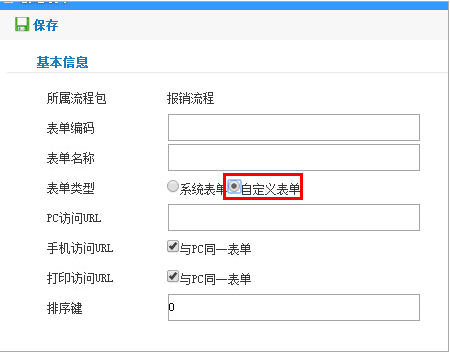 保存
基本信息
所属流程包 报销流程
表单编码
表单名称
表单类型 系统表单 自定义表单
PC访问URL
手机访问URL 与PC同一表单
打印访问URL 与PC同一表单
排序键 0